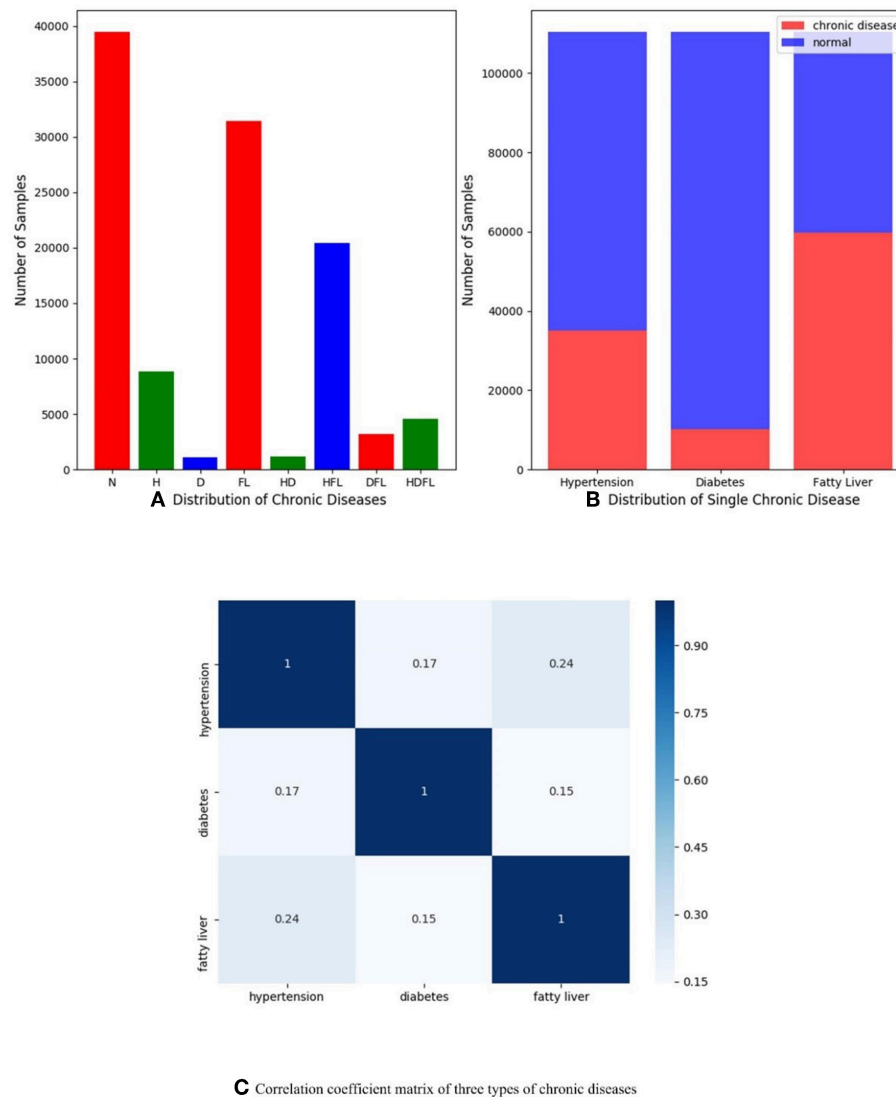 40000
35000
30000
25000
20000
15000
10000
5000
0
Number of Samples
N H D FL HD HFL DFL HDFL
A Distribution of Chronic Diseases
chronic disease
normal
100000
80000
60000
40000
20000
0
Number of Samples
Hypertension Diabetes Fatty Liver
B Distribution of Single Chronic Disease
hypertension
1 0.17 0.24
diabetes
0.17 1 0.15
fatty liver
0.24 0.15 1
hypertension diabetes fatty liver
0.90
0.75
0.60
0.45
0.30
0.15
C Correlation coefficient matrix of three types of chronic diseases